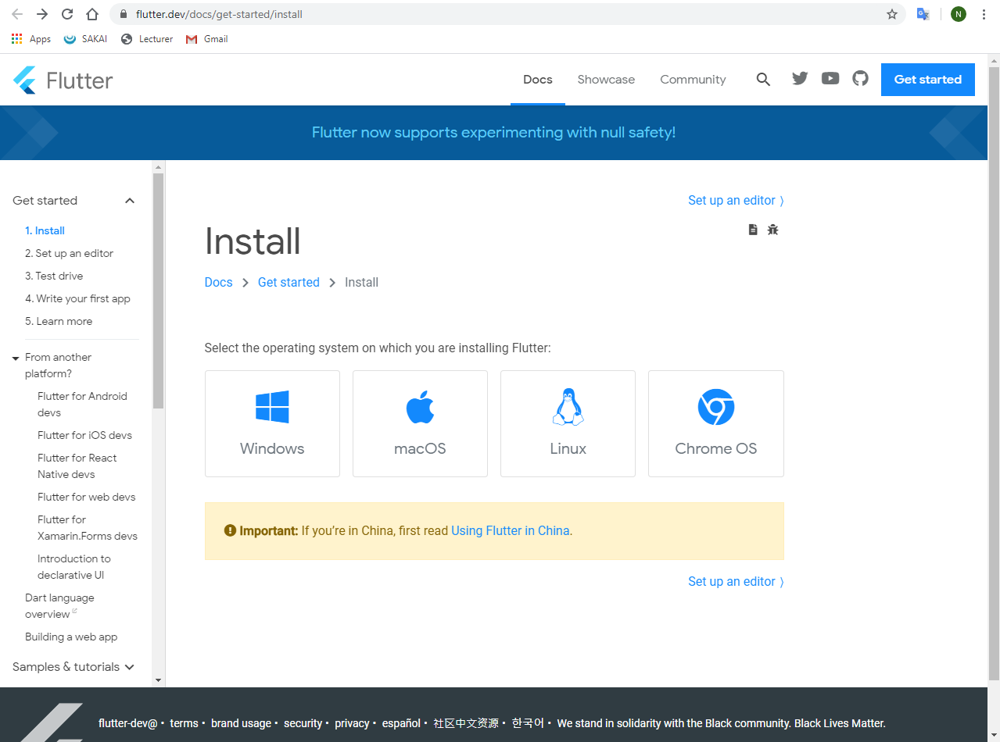 flutter.dev/docs/get-started/install
N
Apps SAKAI Lecturer Gmail
Flutter Docs Showcase Community Get started
Flutter now supports experimenting with null safety!
Get started
1. Install
2. Set up an editor
3. Test drive
4. Write your first app
5. Learn more
From another
platform?
Flutter for Android
devs
Flutter for iOS devs
Flutter for React
Native devs
Flutter for web devs
Flutter for
Xamarin.Forms devs
Introduction to
declarative UI
Dart language
overview
Building a web app
Samples & tutorials
Set up an editor ⟩
Install
Docs > Get started > Install
Select the operating system on which you are installing Flutter:
Windows macOS Linux Chrome OS
Important: If you’re in China, first read Using Flutter in China.
Set up an editor ⟩
flutter-dev@ • terms • brand usage • security • privacy • español • 社区中文资源 • 한국어 • We stand in solidarity with the Black community. Black Lives Matter.